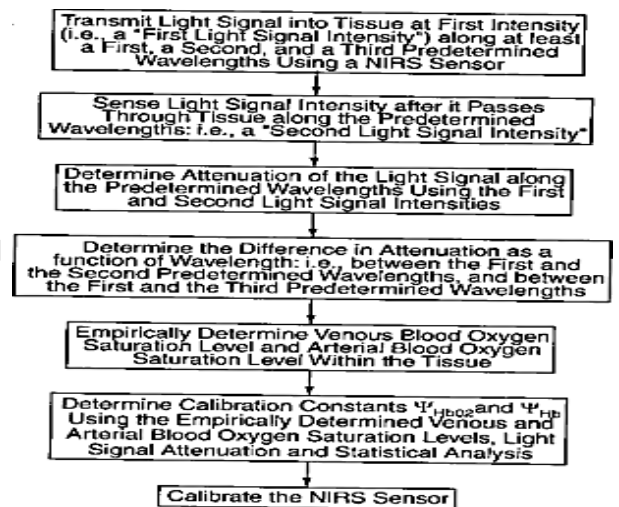 Transmit Light Signal into Tissue at First Intensity
(i.e., a "First Light Signal Intensity") along at least
a First, a Second, and a Third Predetermined
Wavelengths Using a NIRS Sensor
Sense Light Signal Intensity after it Passes
Through Tissue along the Predetermined
Wavelengths: i.e., a "Second Light Signal Intensity"
Determine Attenuation of the Light Signal along
the Predetermined Wavelengths Using the First
and Second Light Signal Intensities
Determine the Difference in Attenuation as a
function of Wavelength: i.e., between the First and
the Second Predetermined Wavelengths, and between
the First and the Third Predetermined Wavelengths
Empirically Determine Venous Blood Oxygen
Saturation Level and Arterial Blood Oxygen
Saturation Level Within the Tissue
Determine Calibration Constants Ψ_Hb02 and Ψ_Hb
Using the Empirically Determined Venous and
Arterial Blood Oxygen Saturation Levels, Light
Signal Attenuation and Statistical Analysis
Calibrate the NIRS Sensor